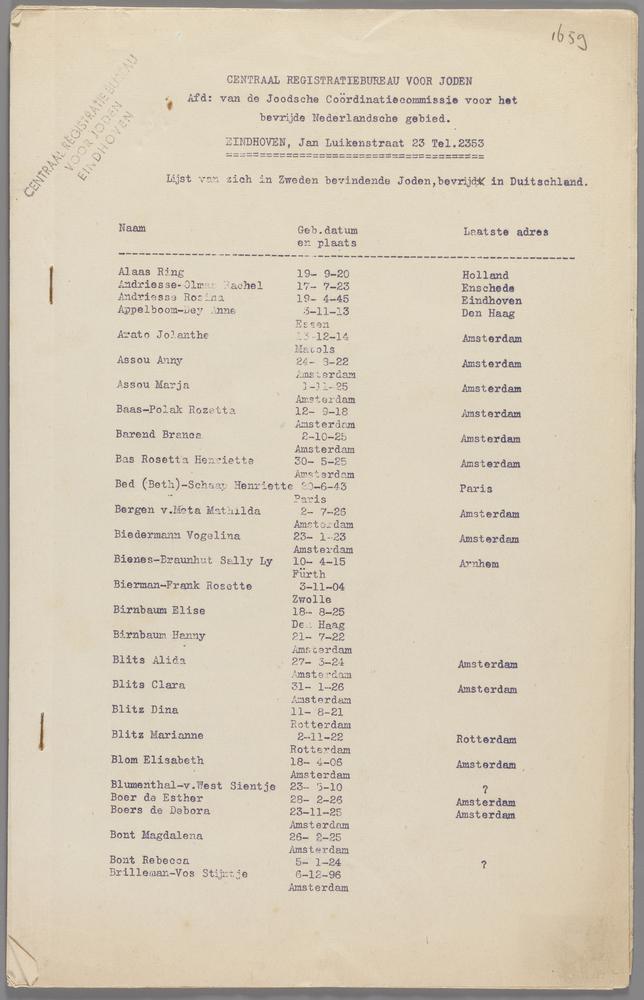 1659
CENTRAAL REGISTRATIEBUREAU
VOOR JODEN
EINDHOVEN
CENTRAAL REGISTRATIEBUREAU VOOR JODEN
Afd: van de Joodsche Coördinatiecommissie voor het
bevrijde Nederlandsche gebied.
EINDHOVEN, Jan Luikenstraat 23 Tel.2353
Lijst van zich in Zweden bevindende Joden, bevrijd in Duitschland.
Naam Geb.datum Laatste adres
en plaats
Alaas Ring 19- 9-20 Holland
Andriesse-Olman Rachel 17- 7-23 Enschede
Andriesse Rosina 19- 4-45 Eindhoven
Appelboom-Dey Anne -11-13 Den Haag
Essen
Arato Jolanthe 13-12-14 Amsterdam
Macols
Assou Anny 24- -22 Amsterdam
Amsterdam
Assou Marja -11-25 Amsterdam
Amsterdam
Baas-Polak Rozetta 12- 9-18 Amsterdam
Amsterdam
Barend Branca 2-10-25 Amsterdam
Amsterdam
Bas Rosetta Henriette 30- 5-25 Amsterdam
Amsterdam
Bed (Beth)-Schaap Henriette 20-6-43 Paris
Paris
Bergen v.Meta Mathilda 2- 7-26 Amsterdam
Amsterdam
Biedermann Vogelina 23- 1-23 Amsterdam
Amsterdam
Bienes-Braunhut Sally Ly 10- 4-15 Arnhem
Fürth
Bierman-Frank Rosette 3-11-04
Zwolle
Birnbaum Elise 18- 8-25
Den Haag
Birnbaum Hanny 21- 7-22
Amsterdam
Blits Alida 27- 3-24 Amsterdam
Amsterdam
Blits Clara 31- 1-26 Amsterdam
Amsterdam
Blitz Dina 11- 8-21
Rotterdam
Blitz Marianne 2-11-22 Rotterdam
Rotterdam
Blom Elisabeth 18- 4-06 Amsterdam
Amsterdam
Blumenthal-v.West Sientje 23- -10 ?
Boer de Esther 28- 2-26 Amsterdam
Boers de Debora 23-11-25 Amsterdam
Amsterdam
Bont Magdalena 26- 2-25
Amsterdam
Bont Rebecca 5- 1-24 ?
Brilleman-Vos Stijntje 6-12-96
Amsterdam